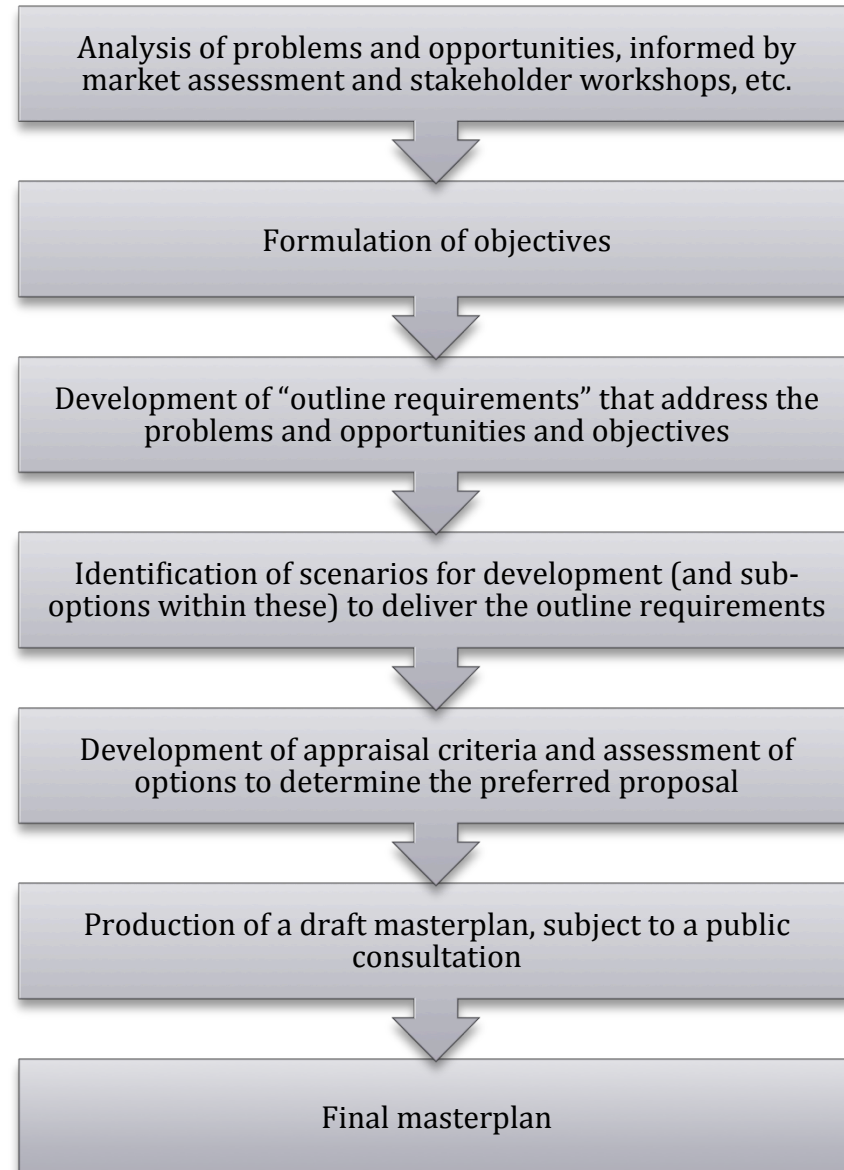 Analysis of problems and opportunities, informed by
market assessment and stakeholder workshops, etc.
Formulation of objectives
Development of “outline requirements” that address the
problems and opportunities and objectives
Identification of scenarios for development (and sub-
options within these) to deliver the outline requirements
Development of appraisal criteria and assessment of
options to determine the preferred proposal
Production of a draft masterplan, subject to a public
consultation
Final masterplan